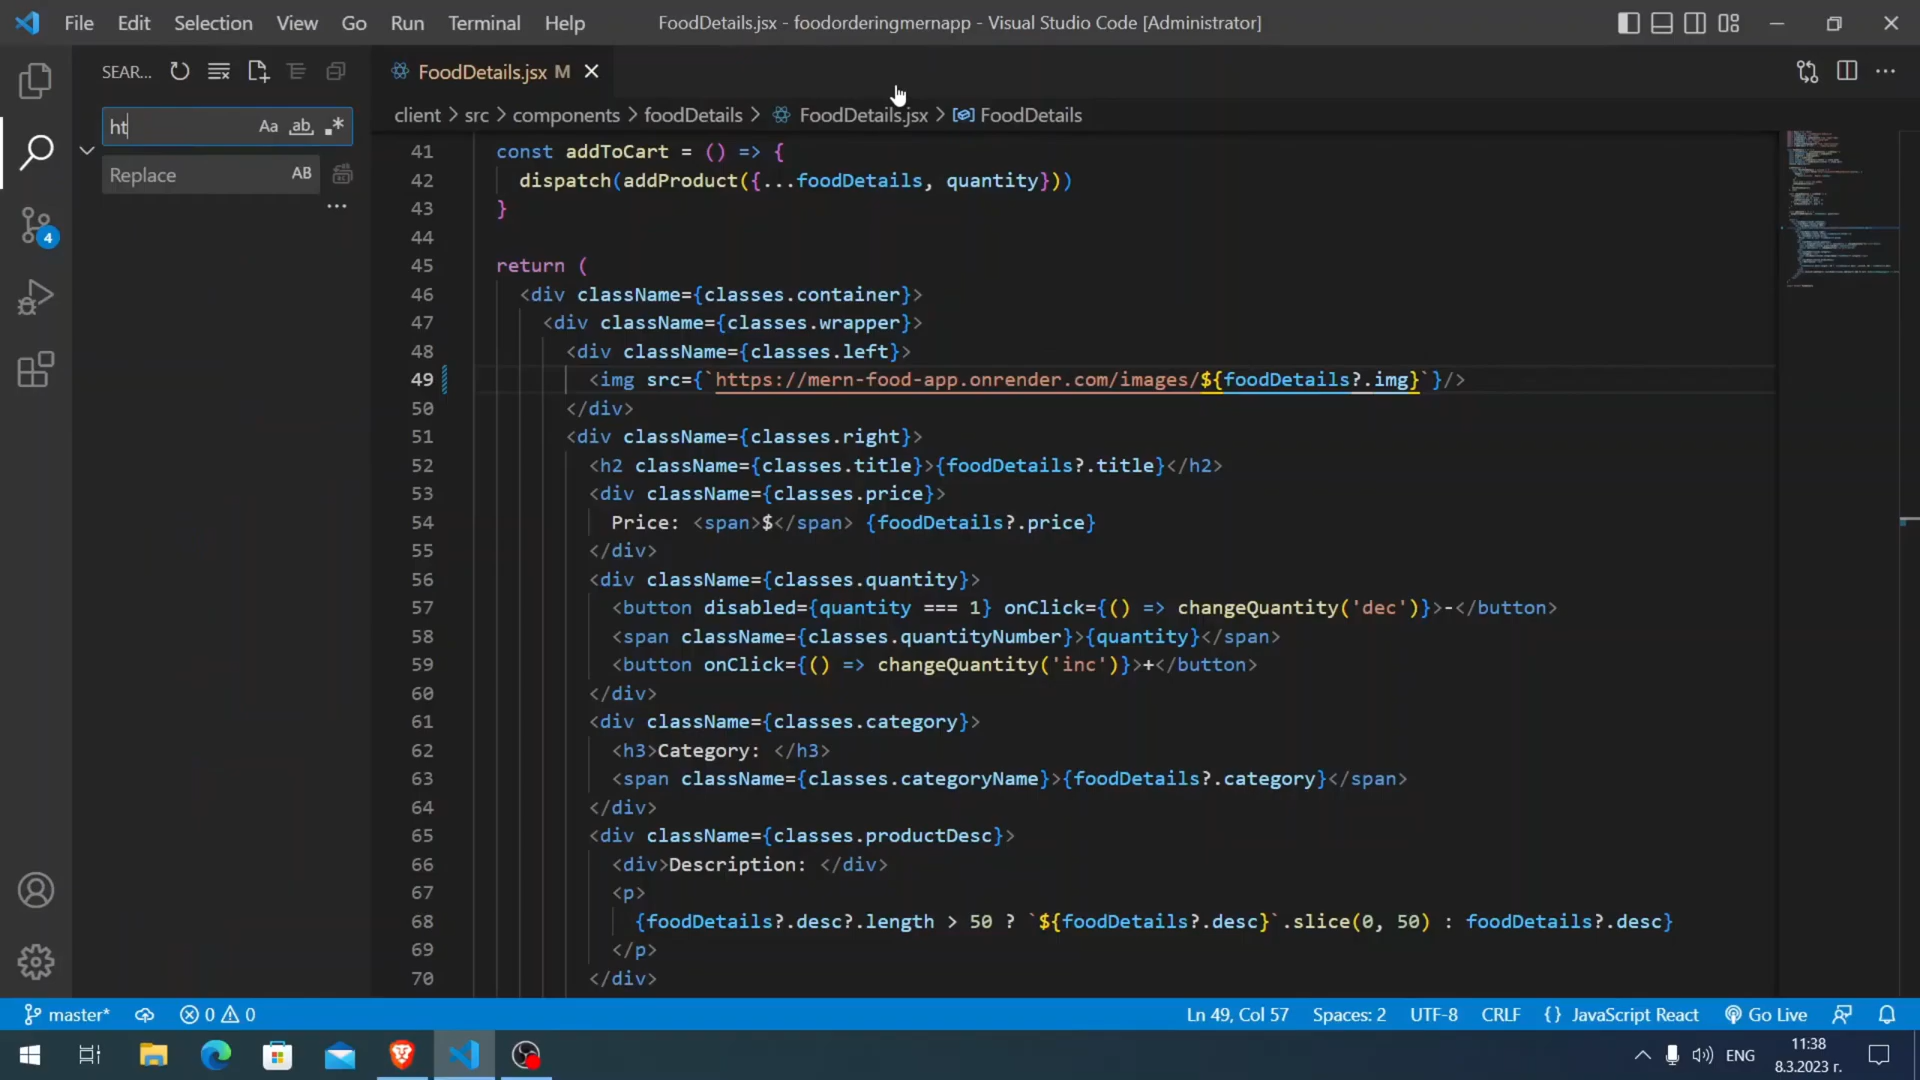 File Edit Selection View Go Run Terminal Help FoodDetails.jsx - foodorderingmernapp - Visual Studio Code [Administrator]
SEAR...
FoodDetails.jsx M
ht Aa ab
Replace AB
client > src > components > foodDetails > FoodDetails.jsx > FoodDetails
4
41 const addToCart = () => {
42 dispatch(addProduct({...foodDetails, quantity}))
43 }
44
45 return (
46 <div className={classes.container}>
47 <div className={classes.wrapper}>
48 <div className={classes.left}>
49 <img src={`https://mern-food-app.onrender.com/images/${foodDetails?.img}`}/>
50 </div>
51 <div className={classes.right}>
52 <h2 className={classes.title}>{foodDetails?.title}</h2>
53 <div className={classes.price}>
54 Price: <span>$</span> {foodDetails?.price}
55 </div>
56 <div className={classes.quantity}>
57 <button disabled={quantity === 1} onClick={() => changeQuantity('dec')}>-</button>
58 <span className={classes.quantityNumber}>{quantity}</span>
59 <button onClick={() => changeQuantity('inc')}>+</button>
60 </div>
61 <div className={classes.category}>
62 <h3>Category: </h3>
63 <span className={classes.categoryName}>{foodDetails?.category}</span>
64 </div>
65 <div className={classes.productDesc}>
66 <div>Description: </div>
67 <p>
68 {foodDetails?.desc?.length > 50 ? `${foodDetails?.desc}`.slice(0, 50) : foodDetails?.desc}
69 </p>
70 </div>
master* 0 0 Ln 49, Col 57 Spaces: 2 UTF-8 CRLF {} JavaScript React Go Live
ENG 11:38
8.3.2023 г.